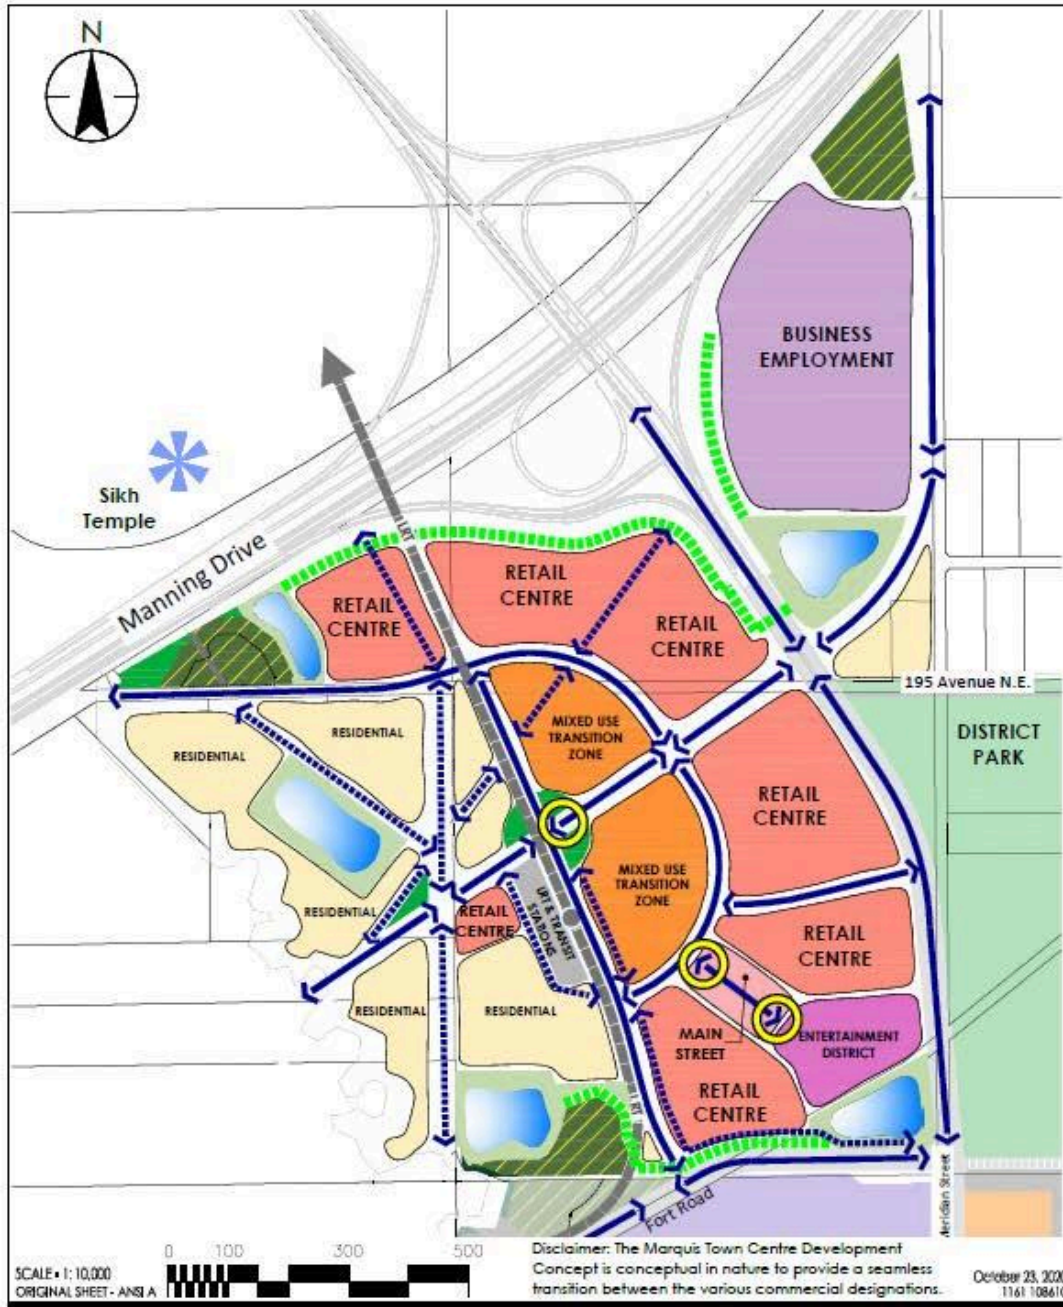 N
BUSINESS
EMPLOYMENT
Sikh
Temple
Manning Drive
LRT
RETAIL
CENTRE
RETAIL
CENTRE
RETAIL
CENTRE
195 Avenue N.E.
DISTRICT
PARK
MIXED USE
TRANSITION
ZONE
RESIDENTIAL
RESIDENTIAL
RETAIL
CENTRE
MIXED USE
TRANSITION
ZONE
RESIDENTIAL
RETAIL
CENTRE
LRT & TRANSIT
STATIONS
RETAIL
CENTRE
RESIDENTIAL
RESIDENTIAL
MAIN
STREET
ENTERTAINMENT
DISTRICT
RETAIL
CENTRE
LRT
Fort Road
Meridian Street
0 100 300 500
SCALE 1: 10,000
ORIGINAL SHEET - ANSI A
Disclaimer: The Marquis Town Centre Development
Concept is conceptual in nature to provide a seamless
transition between the various commercial designations.
October 23, 2020